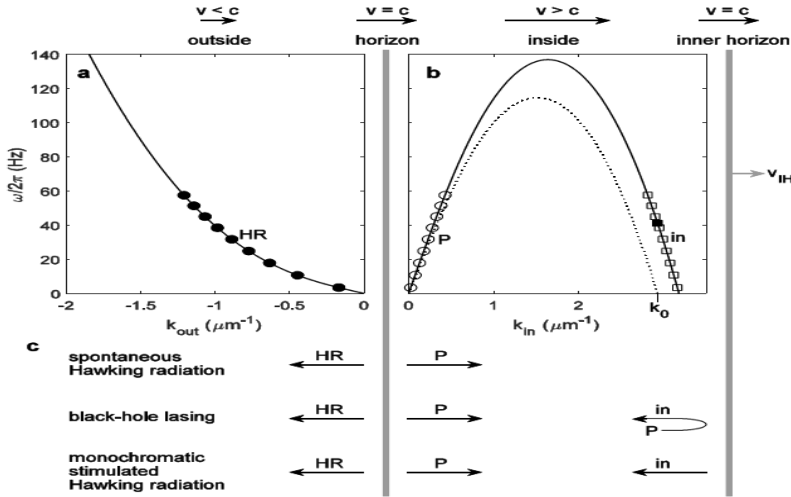 v < c v = c v > c v = c
outside horizon inside inner horizon
a b
140
120
100
80
60
40
20
0
ω/2π (Hz)
HR
P
in
v_IH
-2 -1.5 -1 -0.5 0
0 1 2 k₀
k_out (μm⁻¹) k_in (μm⁻¹)
c
spontaneous
Hawking radiation
HR P
black-hole lasing
HR P in
P
monochromatic
stimulated
Hawking radiation
HR P in